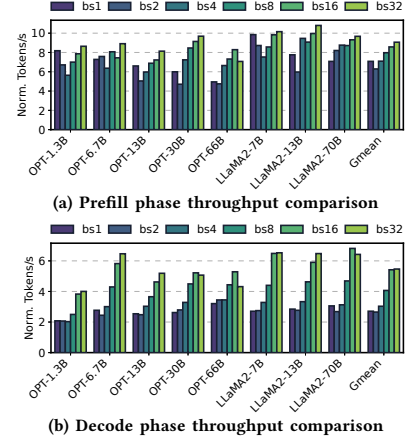 bs1 bs2 bs4 bs8 bs16 bs32
Norm. Tokens/s
10
8
6
4
2
0
OPT-1.3B OPT-6.7B OPT-13B OPT-30B OPT-66B LLaMA2-7B LLaMA2-13B LLaMA2-70B Gmean
(a) Prefill phase throughput comparison
bs1 bs2 bs4 bs8 bs16 bs32
Norm. Tokens/s
6
4
2
0
OPT-1.3B OPT-6.7B OPT-13B OPT-30B OPT-66B LLaMA2-7B LLaMA2-13B LLaMA2-70B Gmean
(b) Decode phase throughput comparison